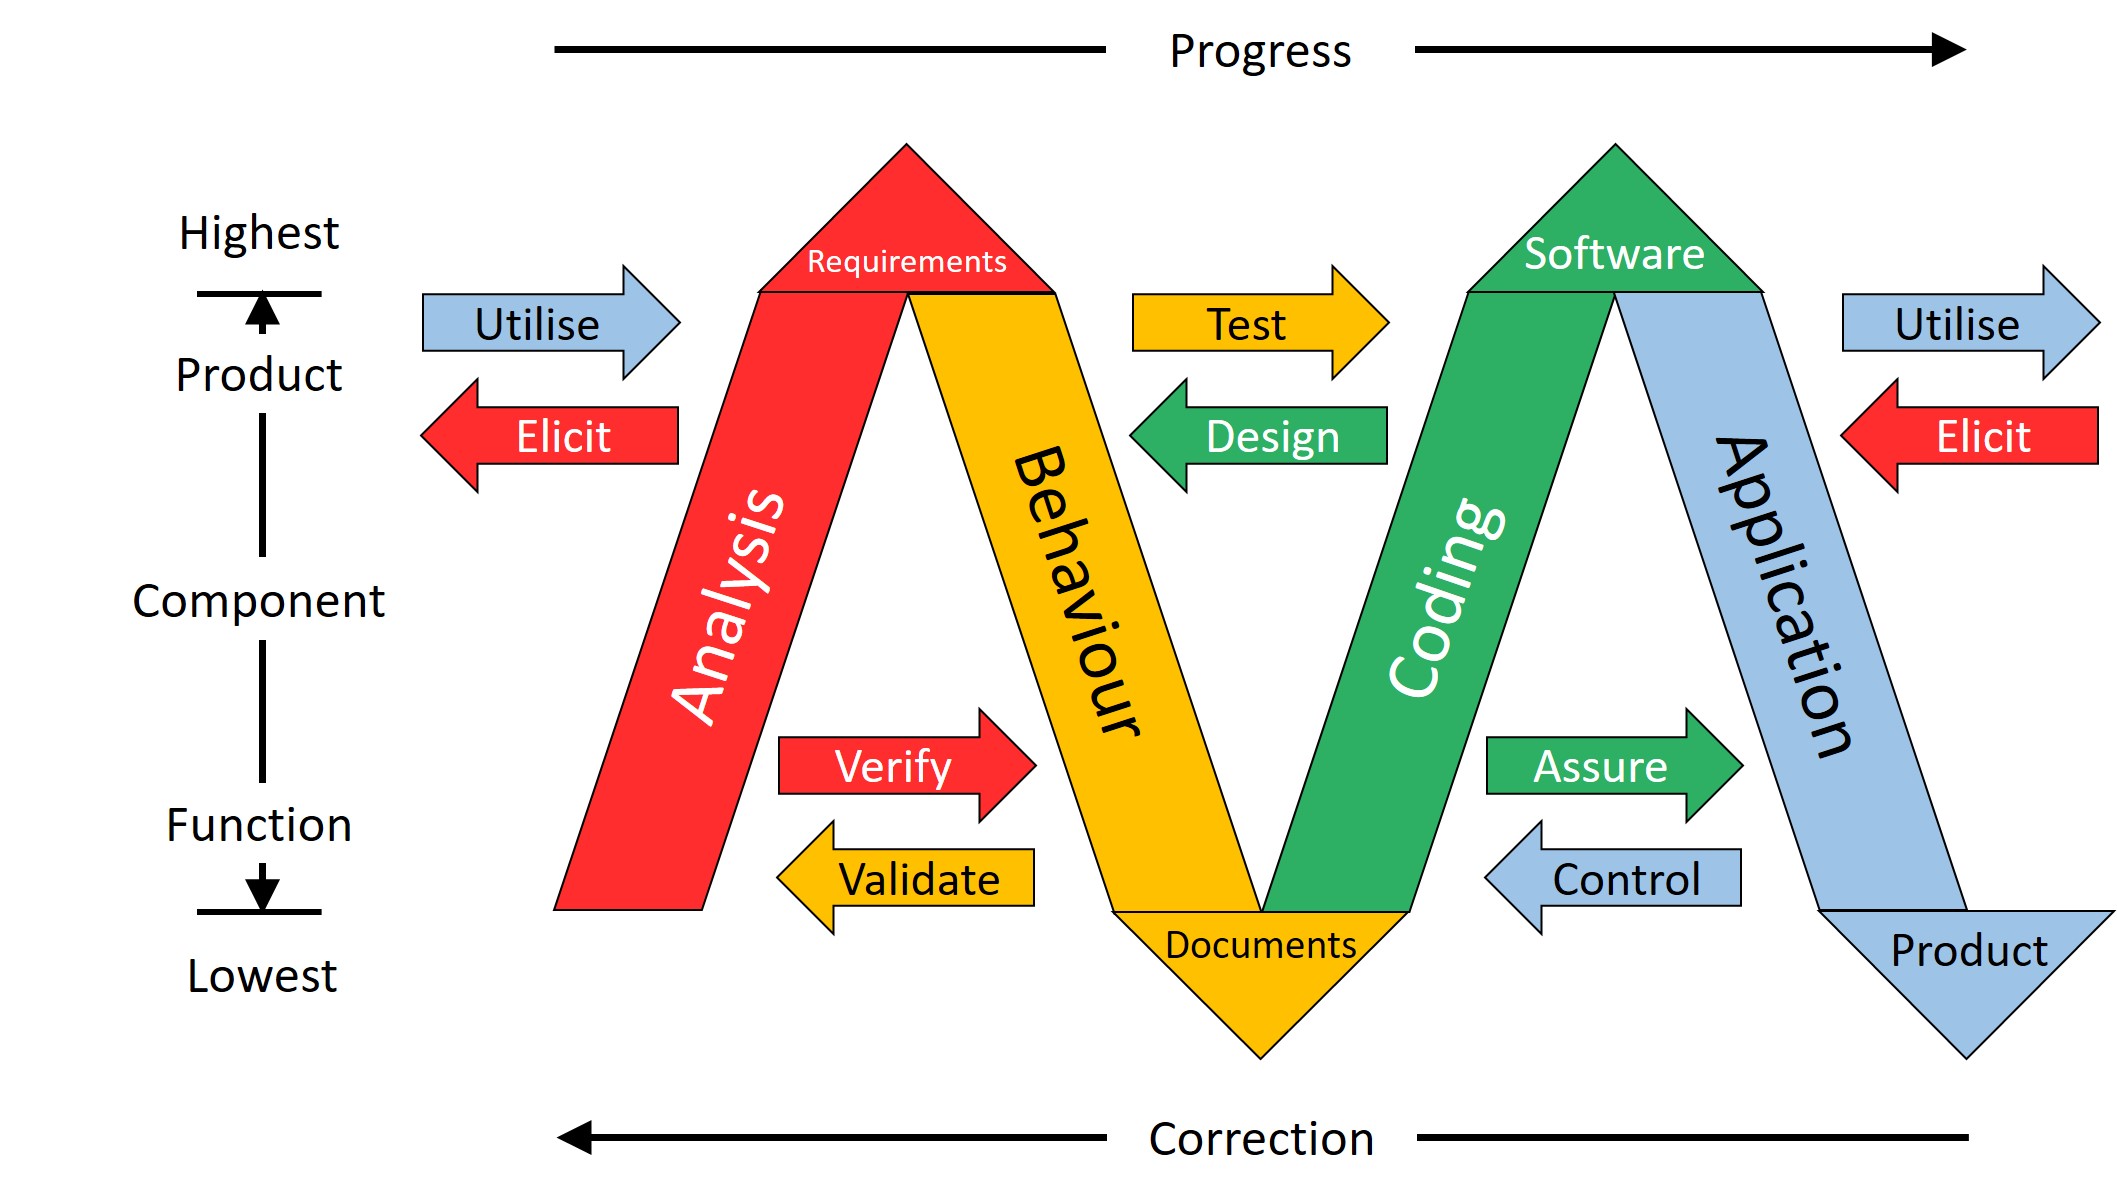 Progress
Highest
Product
Component
Function
Lowest
Utilise
Elicit
Requirements
Analysis
Behaviour
Verify
Validate
Test
Design
Documents
Coding
Software
Assure
Control
Application
Utilise
Elicit
Product
Correction